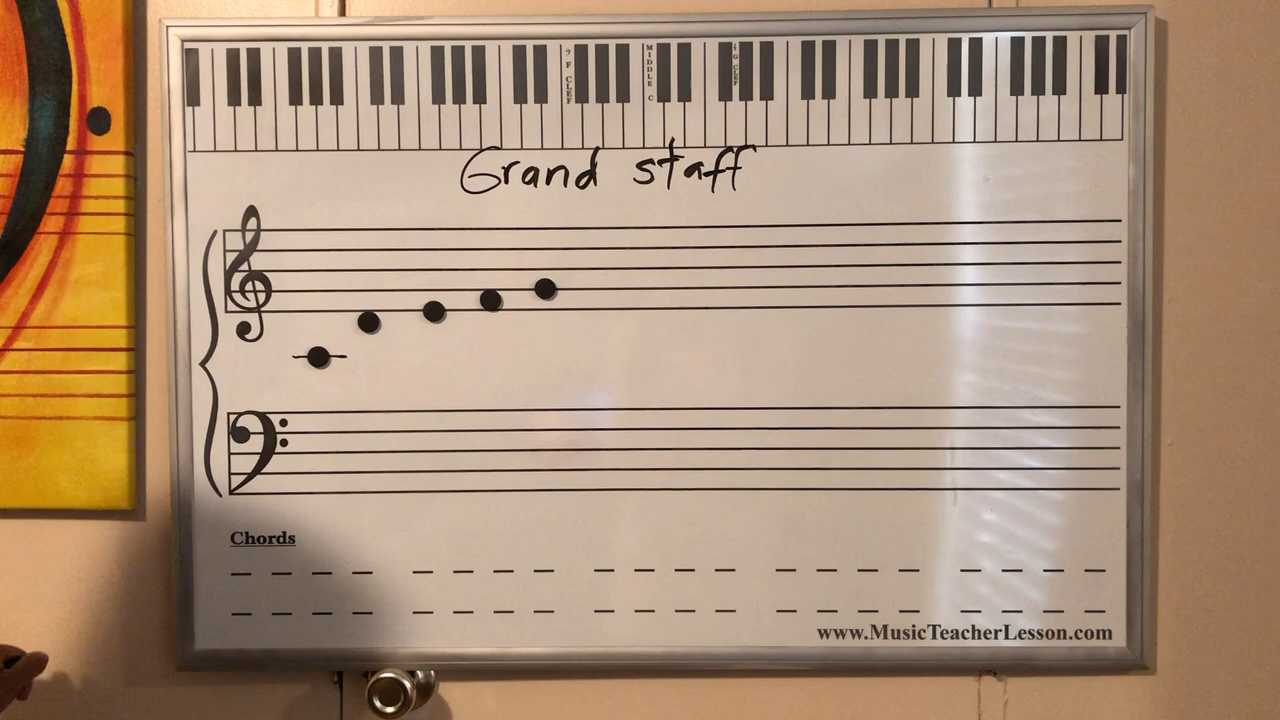 F CLEF
MIDDLE C
G CLEF
Grand staff
Chords
www.MusicTeacherLesson.com